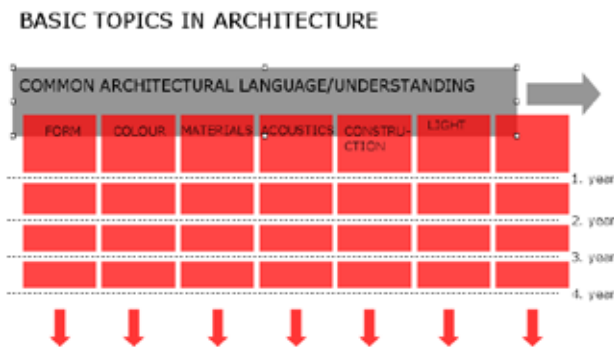 BASIC TOPICS IN ARCHITECTURE
COMMON ARCHITECTURAL LANGUAGE/UNDERSTANDING
FORM COLOUR MATERIALS ACOUSTICS CONSTRU- LIGHT
CTION
1. year
2. year
3. year
4. year